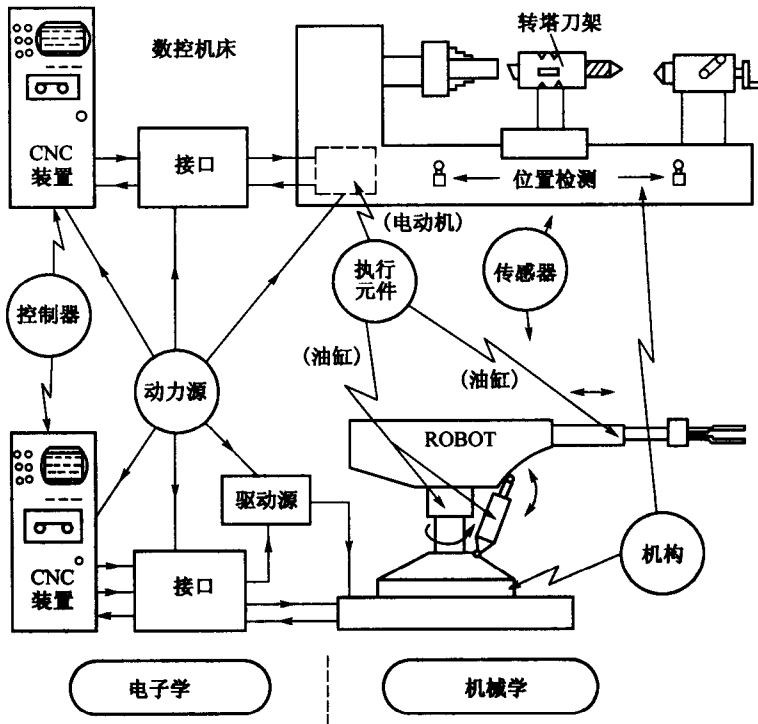 数控机床
转塔刀架
CNC
装置
接口
位置检测
(电动机)
执行
元件
传感器
控制器
(油缸)
(油缸)
动力源
ROBOT
驱动源
机构
CNC
装置
接口
电子学
机械学